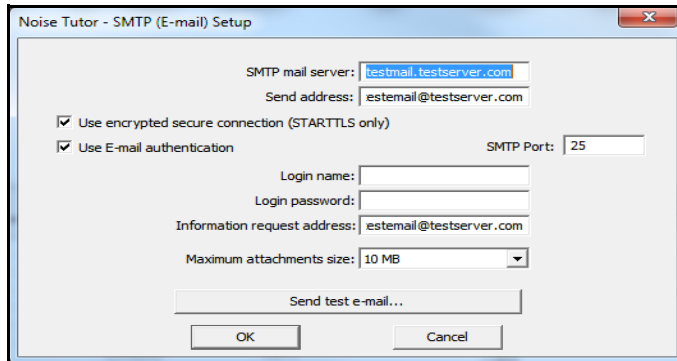 Noise Tutor - SMTP (E-mail) Setup
SMTP mail server: testmail.testserver.com
Send address: estemail@testserver.com
Use encrypted secure connection (STARTTLS only)
Use E-mail authentication
SMTP Port: 25
Login name:
Login password:
Information request address: estemail@testserver.com
Maximum attachments size: 10 MB
Send test e-mail...
OK
Cancel